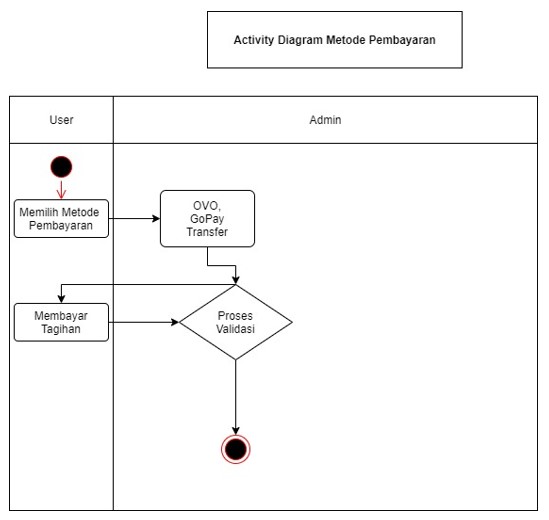 Activity Diagram Metode Pembayaran
User
Admin
Memilih Metode
Pembayaran
OVO,
GoPay
Transfer
Membayar
Tagihan
Proses
Validasi